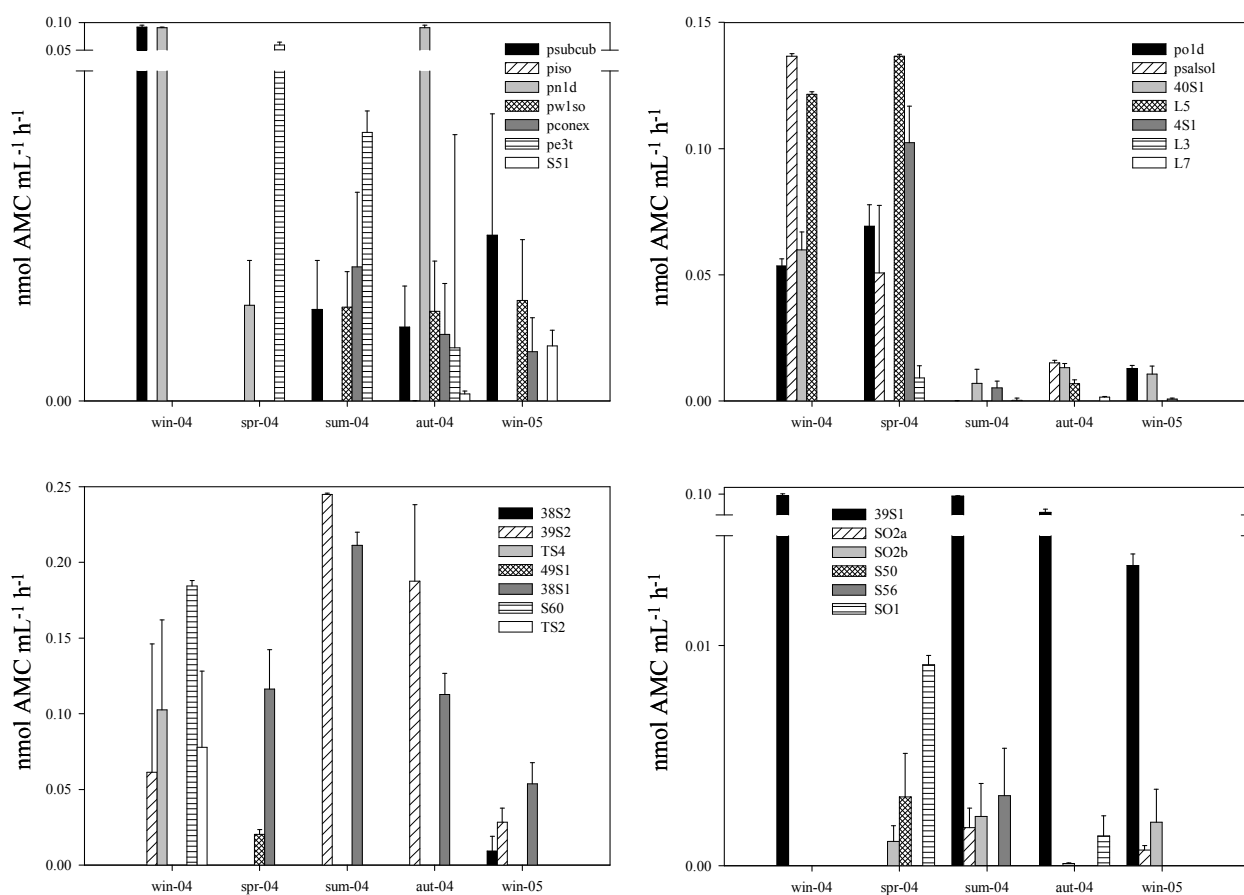 0.10
0.05
0.00
nmol AMC mL-1 h-1
psubcub
piso
pn1d
pw1so
pconex
pe3t
S51
win-04 spr-04 sum-04 aut-04 win-05
0.15
0.10
0.05
0.00
nmol AMC mL-1 h-1
po1d
psalsol
40S1
L5
4S1
L3
L7
win-04 spr-04 sum-04 aut-04 win-05
0.25
0.20
0.15
0.10
0.05
0.00
nmol AMC mL-1 h-1
38S2
39S2
TS4
49S1
38S1
S60
TS2
win-04 spr-04 sum-04 aut-04 win-05
0.10
0.01
0.00
nmol AMC mL-1 h-1
39S1
SO2a
SO2b
S50
S56
SO1
win-04 spr-04 sum-04 aut-04 win-05